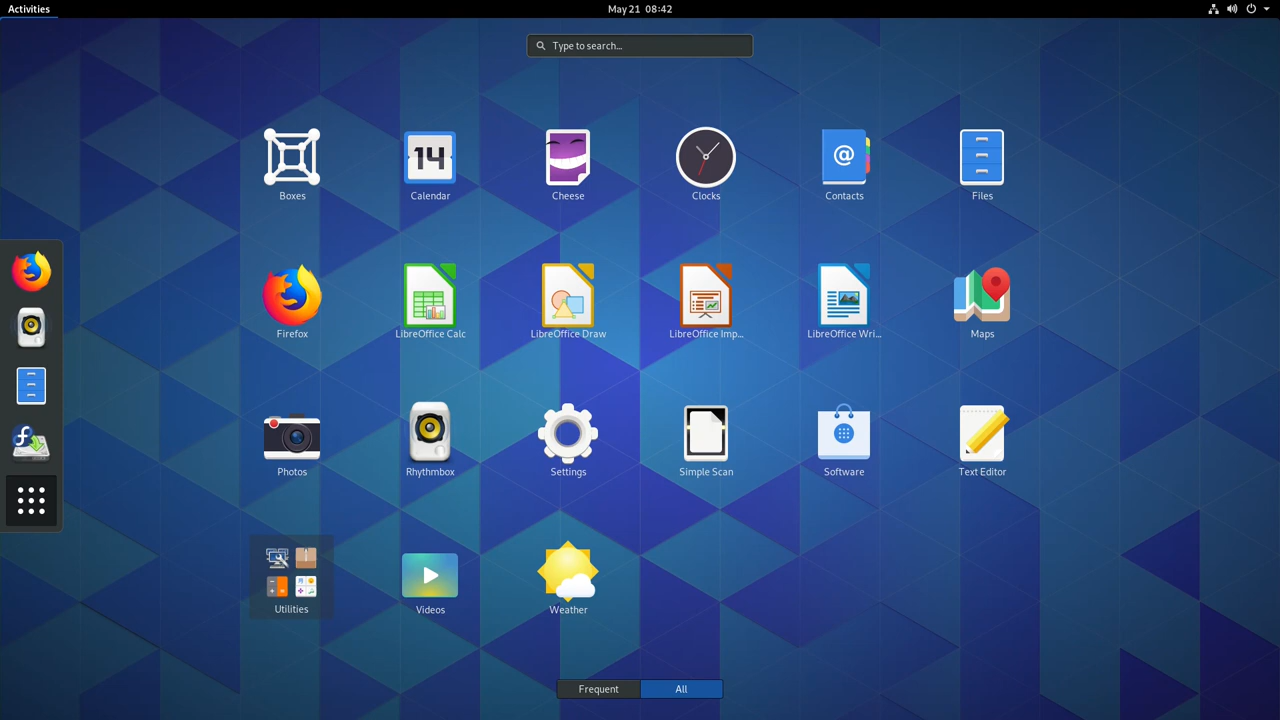 Activities
May 21 08:42
Type to search...
14
Boxes
Calendar
Cheese
Clocks
Contacts
Files
Firefox
LibreOffice Calc
LibreOffice Draw
LibreOffice Imp...
LibreOffice Wri...
Maps
Photos
Rhythmbox
Settings
Simple Scan
Software
Text Editor
Utilities
Videos
Weather
Frequent
All